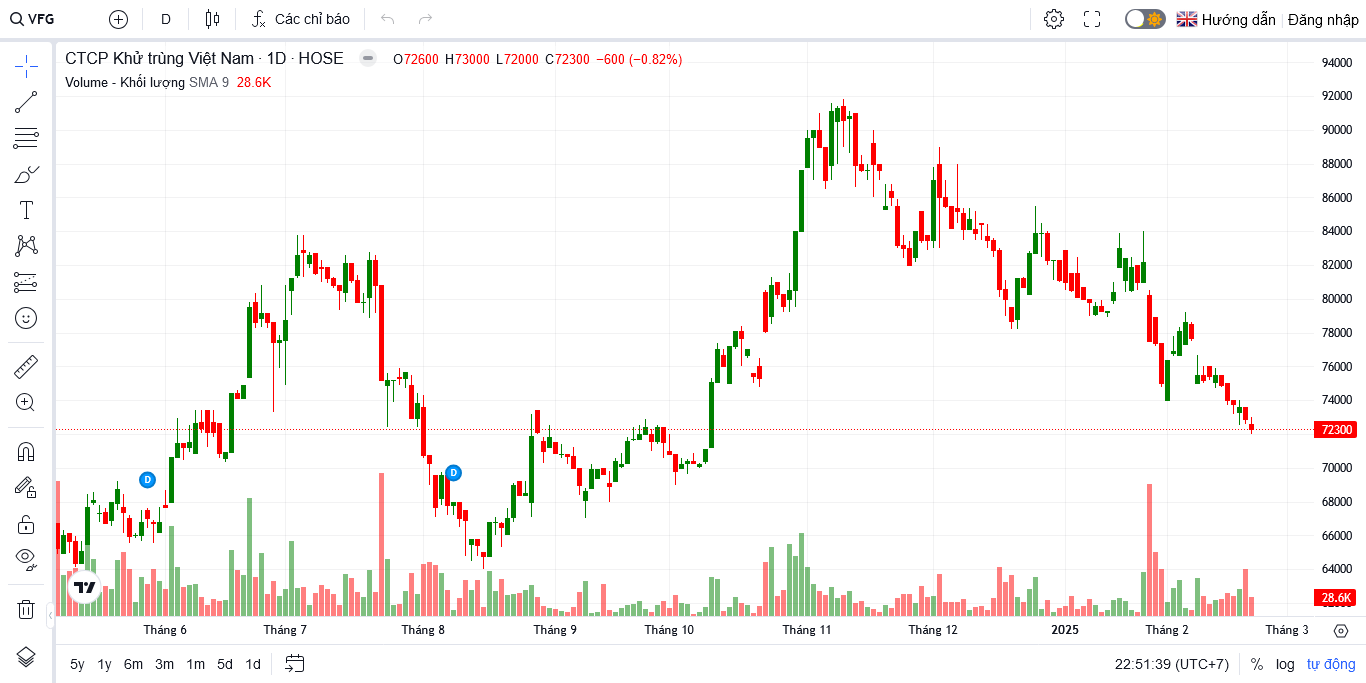 VFG D Các chỉ báo Hướng dẫn Đăng nhập
CTCP Khử trùng Việt Nam · 1D · HOSE O72600 H73000 L72000 C72300 −600 (−0.82%)
Volume - Khối lượng SMA 9 28.6K
94000
92000
90000
88000
86000
84000
82000
80000
78000
76000
74000
72300
70000
68000
66000
64000
28.6K
D
D
Tháng 6 Tháng 7 Tháng 8 Tháng 9 Tháng 10 Tháng 11 Tháng 12 2025 Tháng 2 Tháng 3
5y 1y 6m 3m 1m 5d 1d 22:51:39 (UTC+7) % log tự động